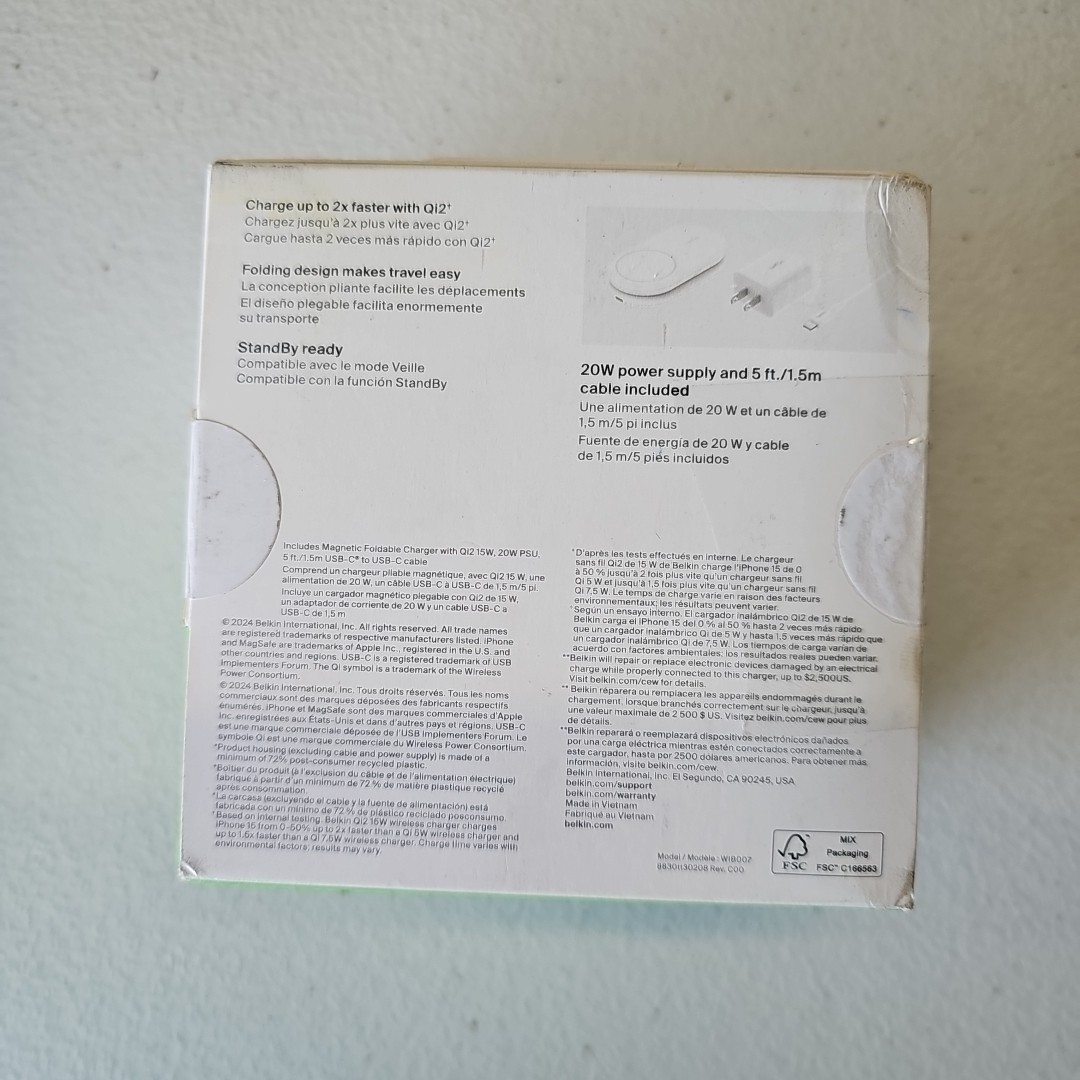 Charge up to 2x faster with Qi2†
Chargez jusqu'à 2x plus vite avec Qi2†
Cargue hasta 2 veces más rápido con Qi2†
Folding design makes travel easy
La conception pliante facilite les déplacements
El diseño plegable facilita enormemente
su transporte
StandBy ready
Compatible avec le mode Veille
Compatible con la función StandBy
20W power supply and 5 ft./1.5m
cable included
Une alimentation de 20 W et un câble de
1,5 m/5 pi inclus
Fuente de energía de 20 W y cable
de 1,5 m/5 pies incluidos
Includes Magnetic Foldable Charger with Qi2 15W, 20W PSU,
5 ft./1.5m USB-C® to USB-C cable
Comprend un chargeur pliable magnétique, avec Qi2 15 W, une
alimentation de 20 W, un câble USB-C à USB-C de 1,5 m/5 pi
Incluye un cargador magnético plegable con Qi2 de 15 W,
un adaptador de corriente de 20 W y un cable USB-C a
USB-C de 1,5 m
© 2024 Belkin International, Inc. All rights reserved. All trade names
are registered trademarks of respective manufacturers listed. iPhone
and MagSafe are trademarks of Apple Inc., registered in the U.S. and
other countries and regions. USB-C is a registered trademark of USB
Implementers Forum. The Qi symbol is a trademark of the Wireless
Power Consortium.
© 2024 Belkin International, Inc. Tous droits réservés. Tous les noms
commerciaux sont des marques déposées des fabricants respectifs
énumérés. iPhone et MagSafe sont des marques commerciales d'Apple
Inc. enregistrées aux États-Unis et dans d'autres pays et régions. USB-C
est une marque commerciale déposée de l'USB Implementers Forum. Le
symbole Qi est une marque commerciale du Wireless Power Consortium.
*Product housing (excluding cable and power supply) is made of a
minimum of 72% post-consumer recycled plastic.
*Boîtier du produit (à l'exclusion du câble et de l'alimentation électrique)
fabriqué à partir d'un minimum de 72 % de matière plastique recyclé
après consommation.
*La carcasa (excluyendo el cable y la fuente de alimentación) está
fabricada con un mínimo de 72 % de plástico reciclado posconsumo.
†Based on internal testing. Belkin Qi2 15W wireless charger charges
iPhone 15 from 0-50% up to 2x faster than a Qi 5W wireless charger and
up to 1.5x faster than a Qi 7.5W wireless charger. Charge time varies with
environmental factors; results may vary.
†D'après les tests effectués en interne. Le chargeur
sans fil Qi2 de 15 W de Belkin charge l'iPhone 15 de 0
à 50 % jusqu'à 2 fois plus vite qu'un chargeur sans fil
Qi 5 W et jusqu'à 1,5 fois plus vite qu'un chargeur sans fil
Qi 7,5 W. Le temps de charge varie en raison des facteurs
environnementaux; les résultats peuvent varier.
†Según un ensayo interno. El cargador inalámbrico Qi2 de 15 W de
Belkin carga el iPhone 15 del 0 % al 50 % hasta 2 veces más rápido
que un cargador inalámbrico Qi de 5 W y hasta 1,5 veces más rápido que
un cargador inalámbrico Qi de 7,5 W. Los tiempos de carga varían de
acuerdo con factores ambientales; los resultados reales pueden variar.
**Belkin will repair or replace electronic devices damaged by an electrical
charge while properly connected to this charger, up to $2,500US.
Visit belkin.com/cew for details.
** Belkin réparera ou remplacera les appareils endommagés durant le
chargement, lorsque branchés correctement sur le chargeur, jusqu'à
une valeur maximale de 2 500 $ US. Visitez belkin.com/cew pour plus
de détails.
**Belkin reparará o reemplazará dispositivos electrónicos dañados
por una carga eléctrica mientras estén conectados correctamente a
este cargador, hasta por 2500 dólares americanos. Para obtener más
información, visite belkin.com/cew.
Belkin International, Inc. El Segundo, CA 90245, USA
belkin.com/support
belkin.com/warranty
Made in Vietnam
Fabriqué au Vietnam
belkin.com
Model / Modèle: WIB002
8830tt30208 Rev. C00
FSC
MIX
Packaging
FSC™ C166563